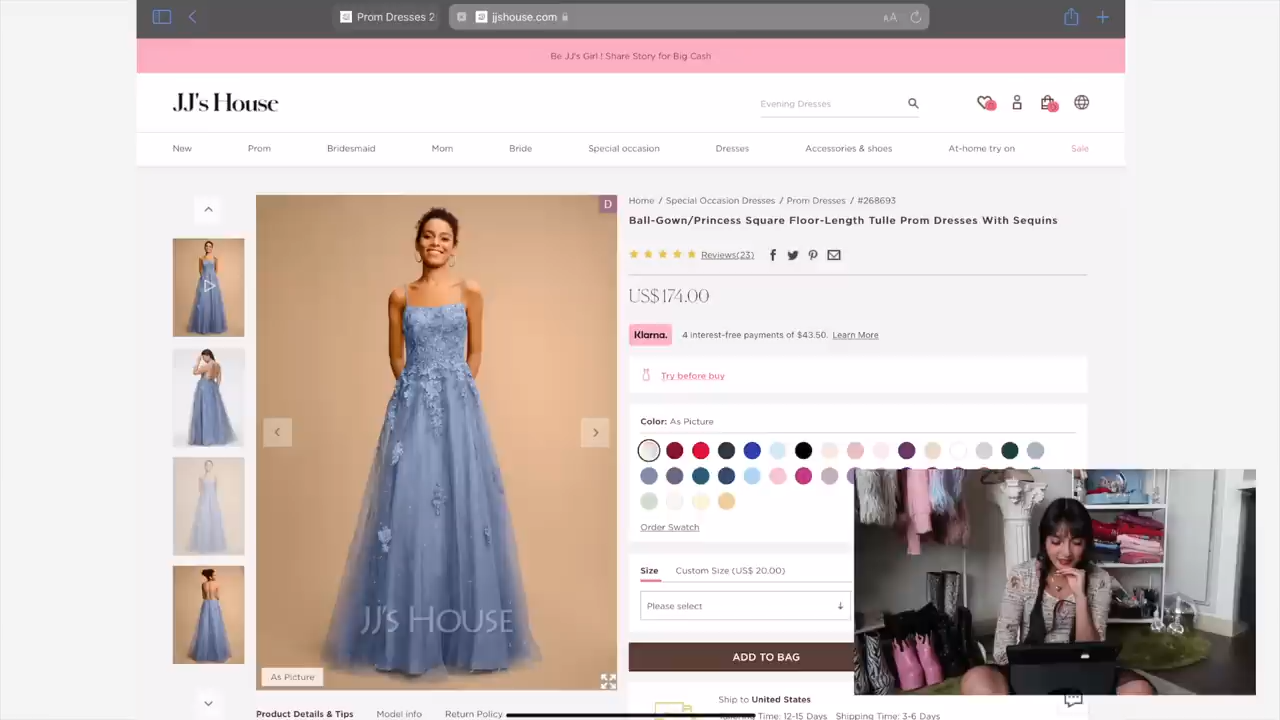 Prom Dresses 2
jjshouse.com
AA
Be JJ's Girl ! Share Story for Big Cash
JJ's House
Evening Dresses
New Prom Bridesmaid Mom Bride Special occasion Dresses Accessories & shoes At-home try on Sale
D
Home / Special Occasion Dresses / Prom Dresses / #268693
Ball-Gown/Princess Square Floor-Length Tulle Prom Dresses With Sequins
Reviews(23)
US$174.00
Klarna. 4 interest-free payments of $43.50. Learn More
Try before buy
Color: As Picture
Order Swatch
Size Custom Size (US$ 20.00)
Please select
JJ's House
ADD TO BAG
As Picture
Ship to United States
Product Details & Tips Model info Return Policy
Time: 12-15 Days Shipping Time: 3-6 Days